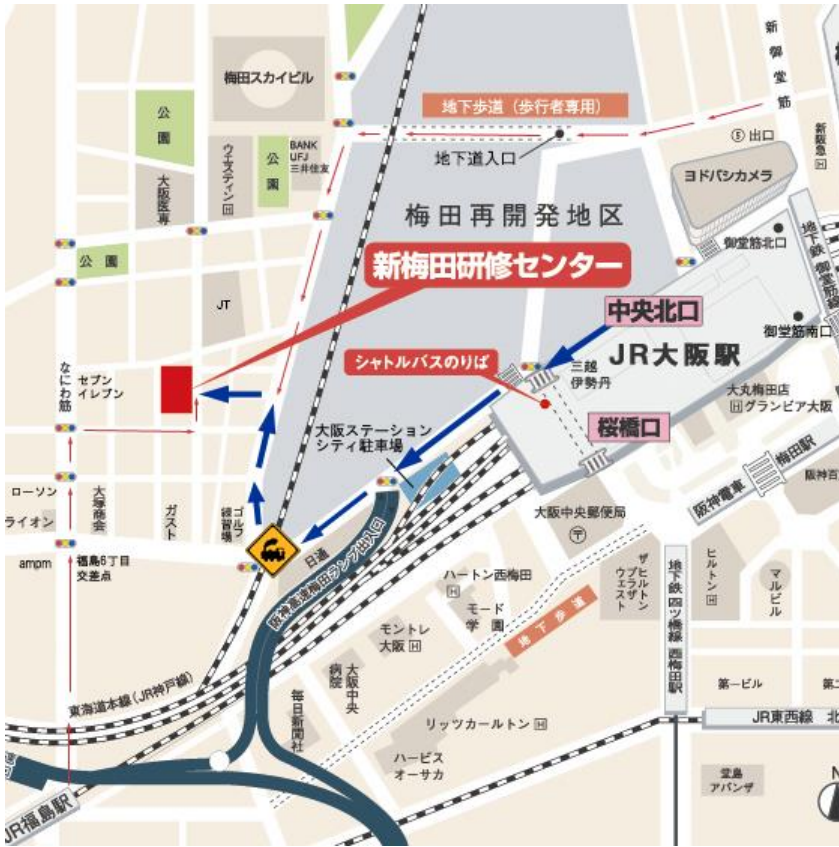 梅田スカイビル
公園
地下歩道（歩行者専用）
新御堂筋
⑤出口
新阪急 H
地下道入口
ヨドバシカメラ
BANK
UFJ
三井住友
公園
ウェスティン H
大阪医専
梅田再開発地区
御堂筋北口
地下鉄 御堂筋線
公園
新梅田研修センター
JT
中央北口
御堂筋南口
JR大阪駅
なにわ筋
セブン
イレブン
シャトルバスのりば
三越
伊勢丹
大丸梅田店
H グランビア大阪
大阪ステーション
シティ駐車場
桜橋口
梅田駅
阪神電車
阪神百
ローソン
大塚商会
ガスト
ゴルフ
練習場
ライオン
大阪中央郵便局
〒
ampm
福島6丁目
交差点
日通
阪神高速梅田ランプ出入口
ハートン西梅田
H
ザ・ヒルトン
プラザ
ウェスト
地下鉄 四ツ橋線 西梅田駅
ヒルトン H
マルビル
モード
学園
地下歩道
モントレ
大阪 H
大阪中央
病院
東海道本線（JR神戸線）
毎日新聞社
第一ビル
第二
リッツカールトン H
JR東西線 北
ハービス
オーサカ
堂島
アバンザ
N
JR福島駅